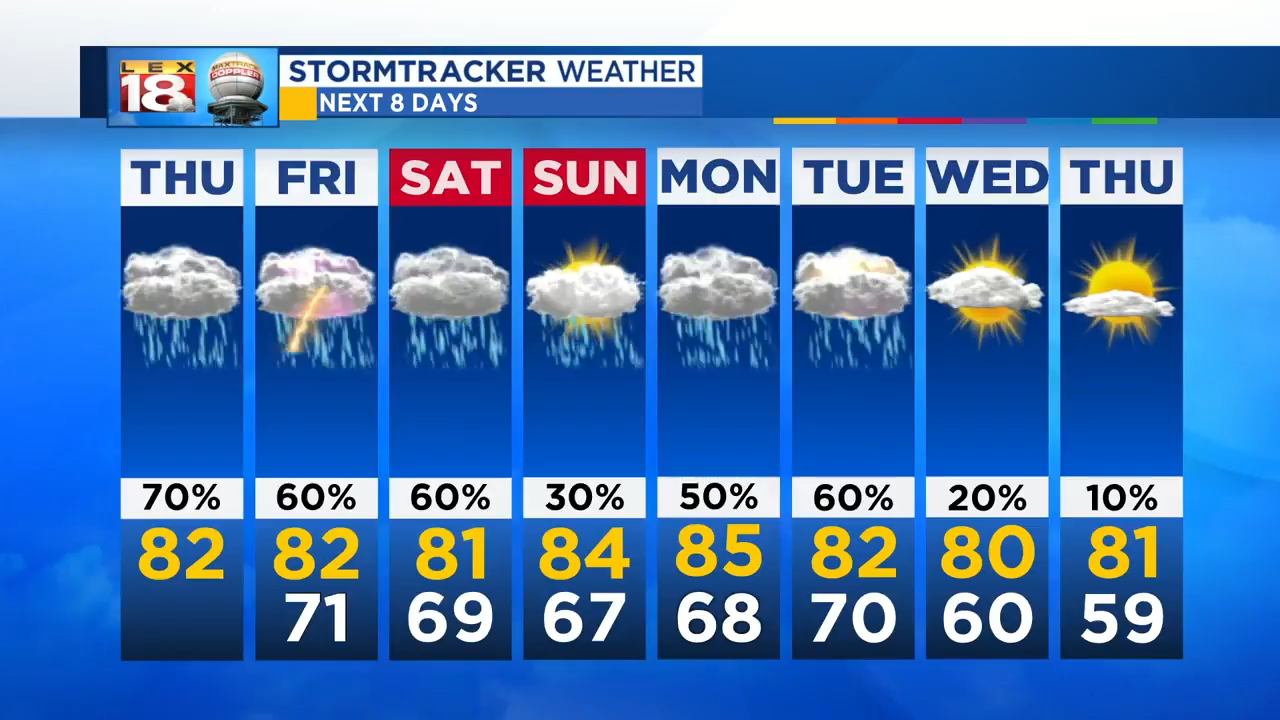 LEX
18
MAXTRACK
DOPPLER
STORMTRACKER WEATHER
NEXT 8 DAYS
THU FRI SAT SUN MON TUE WED THU
70% 60% 60% 30% 50% 60% 20% 10%
82 82 81 84 85 82 80 81
71 69 67 68 70 60 59